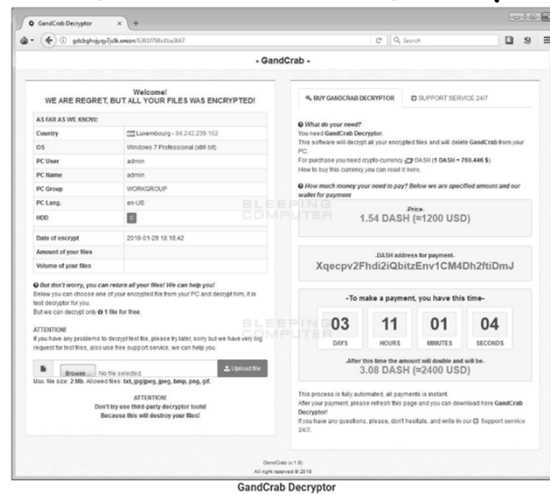 GandCrab Decryptor
Search
- GandCrab -
Welcome!
WE ARE REGRET, BUT ALL YOUR FILES WAS ENCRYPTED!
AS FAR AS WE KNOW:
Country Luxembourg - 94.242.239.102
OS Windows 7 Professional (x86 bit)
PC User admin
PC Name admin
PC Group WORKGROUP
PC Lang. en-US
HDD C
Date of encrypt 2018-01-28 18:18:42
Amount of your files
Volume of your files
But don't worry, you can return all your files! We can help you!
Below you can choose one of your encrypted file from your PC and decrypt him, it is
test decryptor for you.
But we can decrypt only 1 file for free.
ATTENTION!
If you have any problems to decrypt test file, please try later, sorry but we have very big
request for test files, also use free support service, we can help you.
Browse... No file selected. Upload file
Max. file size: 2 Mb. Allowed files: txt, jpg/jpeg, jpeg, bmp, png, gif.
ATTENTION!
Don't try use third-party decryptor tools!
Because this will destroy your files!
BUY GANDCRAB DECRYPTOR SUPPORT SERVICE 24/7
What do your need?
You need GandCrab Decryptor.
This software will decrypt all your encrypted files and will delete GandCrab from your
PC.
For purchase you need crypto-currency DASH (1 DASH = 780.446 $)
How to buy this currency you can read it here.
How much money your need to pay? Below we are specified amount and our
wallet for payment
-Price-
1.54 DASH (≈1200 USD)
-DASH address for payment-
Xqecpv2Fhdi2iQbitzEnv1CM4Dh2ftiDmJ
-To make a payment, you have this time-
03 11 01 04
DAYS HOURS MINUTES SECONDS
-After this time the amount will double and will be-
3.08 DASH (≈2400 USD)
This process is fully automated, all payments is instant.
After your payment, please refresh this page and you can download here GandCrab
Decryptor!
If you have any questions, please, don't hesitate, and write in our Support service
24/7.
BLEEPING
COMPUTER
BLEEPING
COMPUTER
GandCrab (v.1.0)
All right reserved © 2018
GandCrab Decryptor